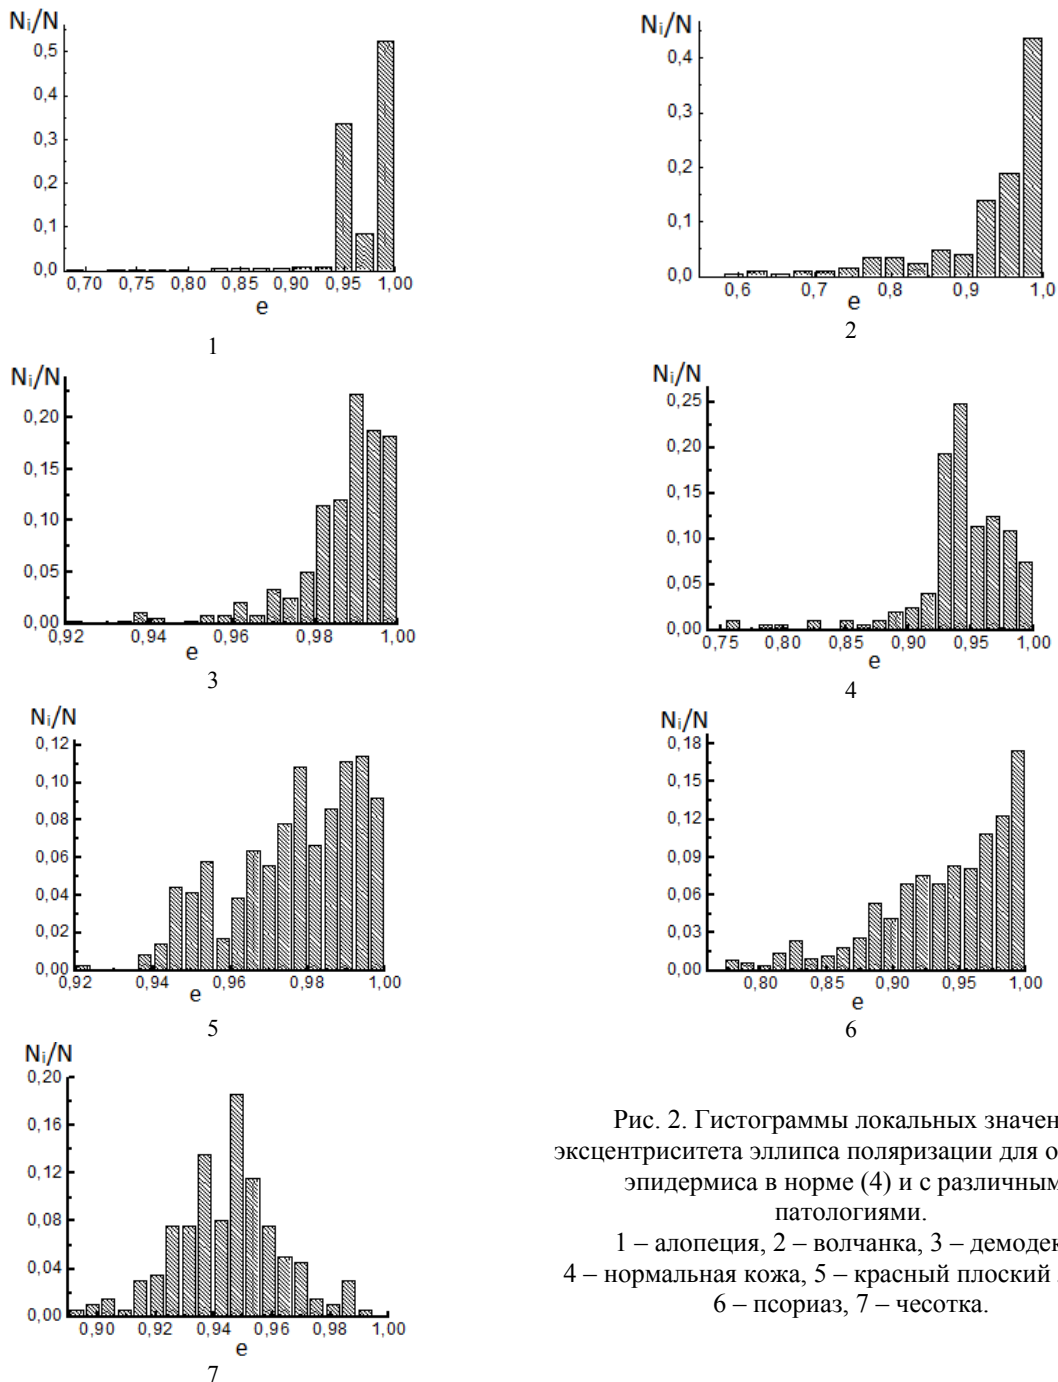 Nᵢ/N
0,5
0,4
0,3
0,2
0,1
0,0
0,70 0,75 0,80 0,85 0,90 0,95 1,00
e
1
Nᵢ/N
0,4
0,3
0,2
0,1
0,0
0,6 0,7 0,8 0,9 1,0
e
2
Nᵢ/N
0,20
0,15
0,10
0,05
0,00
0,92 0,94 0,96 0,98 1,00
e
3
Nᵢ/N
0,25
0,20
0,15
0,10
0,05
0,00
0,75 0,80 0,85 0,90 0,95 1,00
e
4
Nᵢ/N
0,12
0,10
0,08
0,06
0,04
0,02
0,00
0,92 0,94 0,96 0,98 1,00
e
5
Nᵢ/N
0,18
0,15
0,12
0,09
0,06
0,03
0,00
0,80 0,85 0,90 0,95 1,00
e
6
Nᵢ/N
0,20
0,16
0,12
0,08
0,04
0,00
0,90 0,92 0,94 0,96 0,98 1,00
e
7
Рис. 2. Гистограммы локальных значен
эксцентриситета эллипса поляризации для о
эпидермиса в норме (4) и с различным
патологиями.
1 – алопеция, 2 – волчанка, 3 – демодек
4 – нормальная кожа, 5 – красный плоский
6 – псориаз, 7 – чесотка.